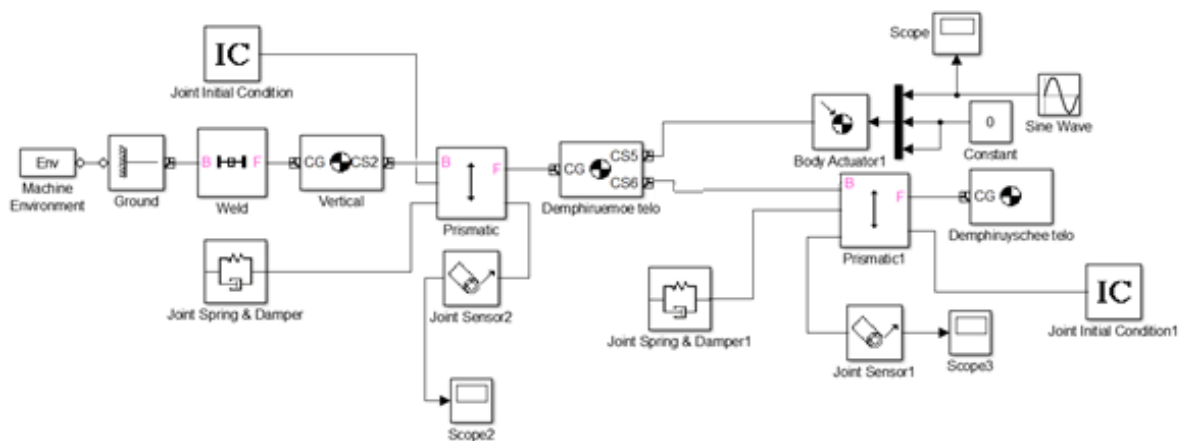 IC
Joint Initial Condition
Scope
Sine Wave
0
Constant
Body Actuator1
Env
Machine
Environment
Ground
B F
Weld
CG CS2
Vertical
B F
Prismatic
CG CS5
CS6
Demphiruemoe telo
B F
Prismatic1
CG
Demphiruyschee telo
Joint Spring & Damper
Joint Sensor2
Scope2
Joint Spring & Damper1
Joint Sensor1
Scope3
IC
Joint Initial Condition1